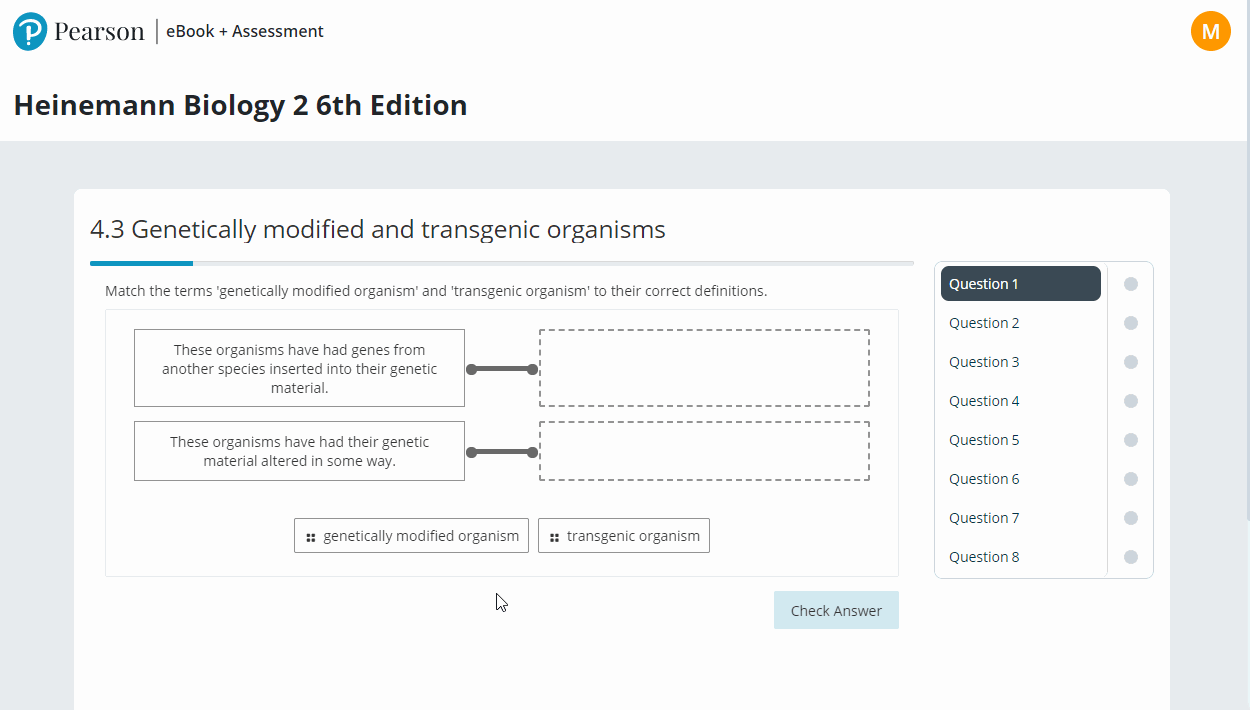 Pearson
eBook + Assessment
M
Heinemann Biology 2 6th Edition
4.3 Genetically modified and transgenic organisms
Match the terms 'genetically modified organism' and 'transgenic organism' to their correct definitions.
These organisms have had genes from
another species inserted into their genetic
material.
These organisms have had their genetic
material altered in some way.
genetically modified organism
transgenic organism
Check Answer
Question 1
Question 2
Question 3
Question 4
Question 5
Question 6
Question 7
Question 8